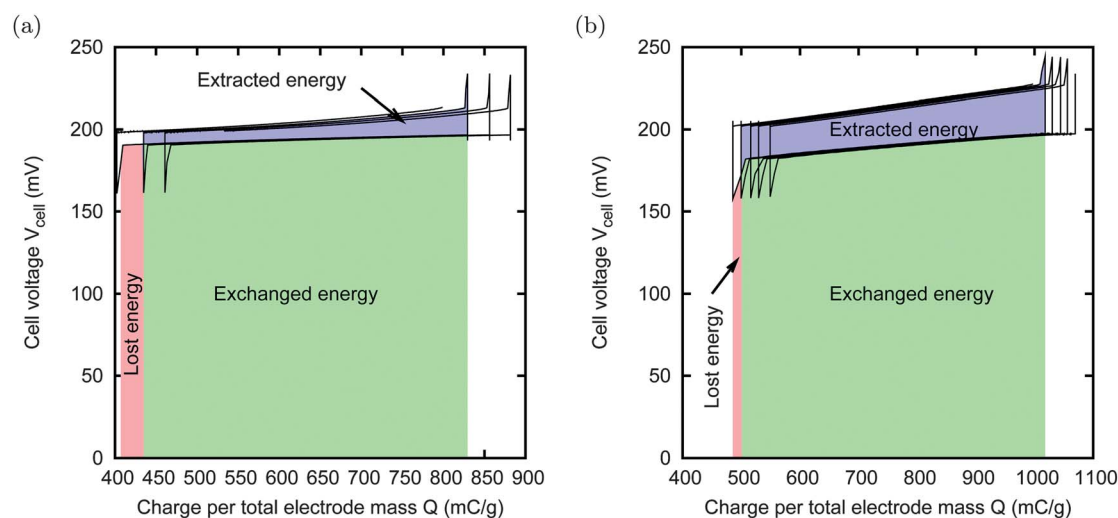 (a)
250
200
150
100
50
0
Cell voltage V_cell (mV)
Extracted energy
Lost energy
Exchanged energy
400 450 500 550 600 650 700 750 800 850 900
Charge per total electrode mass Q (mC/g)
(b)
250
200
150
100
50
0
Cell voltage V_cell (mV)
Extracted energy
Lost energy
Exchanged energy
400 500 600 700 800 900 1000 1100
Charge per total electrode mass Q (mC/g)